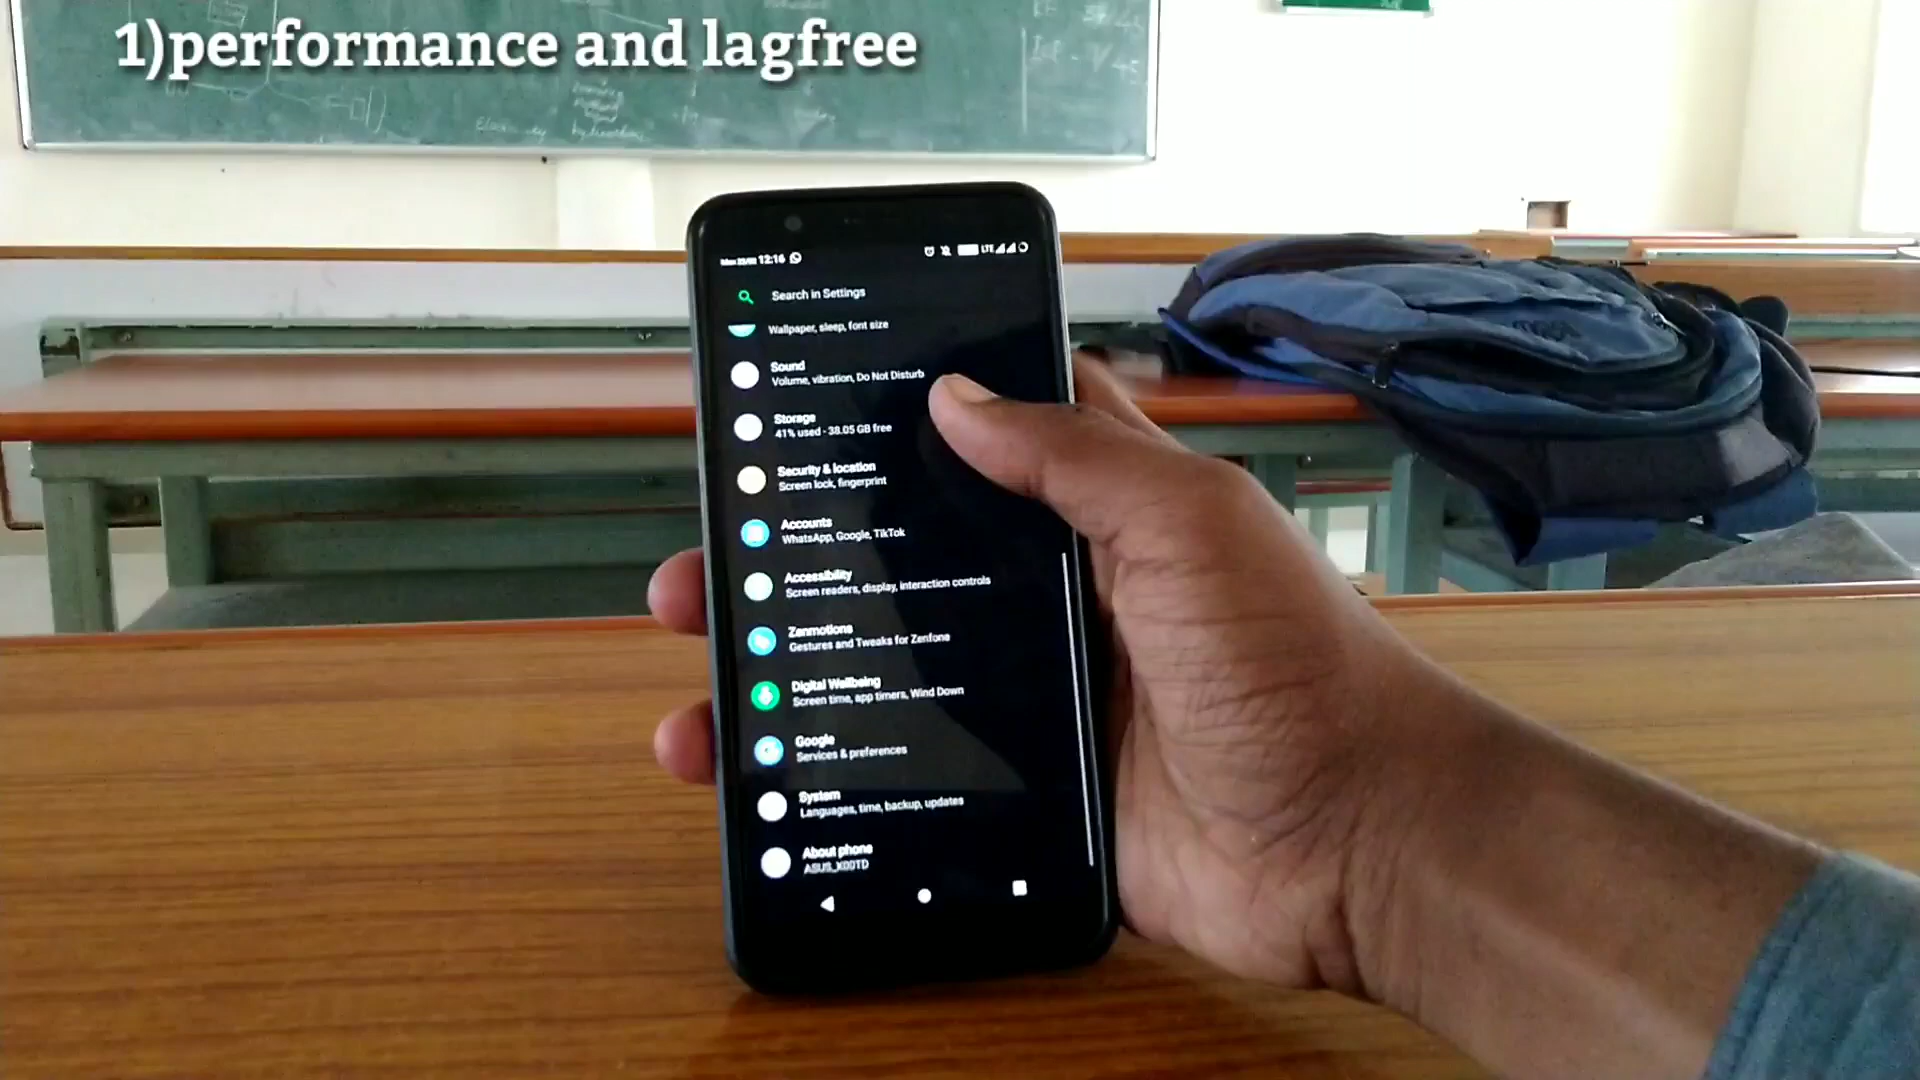 1)performance and lagfree
12:16
LTE
Search in Settings
Wallpaper, sleep, font size
Sound
Volume, vibration, Do Not Disturb
Storage
41% used - 38.05 GB free
Security & location
Screen lock, fingerprint
Accounts
WhatsApp, Google, TikTok
Accessibility
Screen readers, display, interaction controls
Zenmotions
Gestures and Tweaks for Zenfone
Digital Wellbeing
Screen time, app timers, Wind Down
Google
Services & preferences
System
Languages, time, backup, updates
About phone
ASUS_X00TD